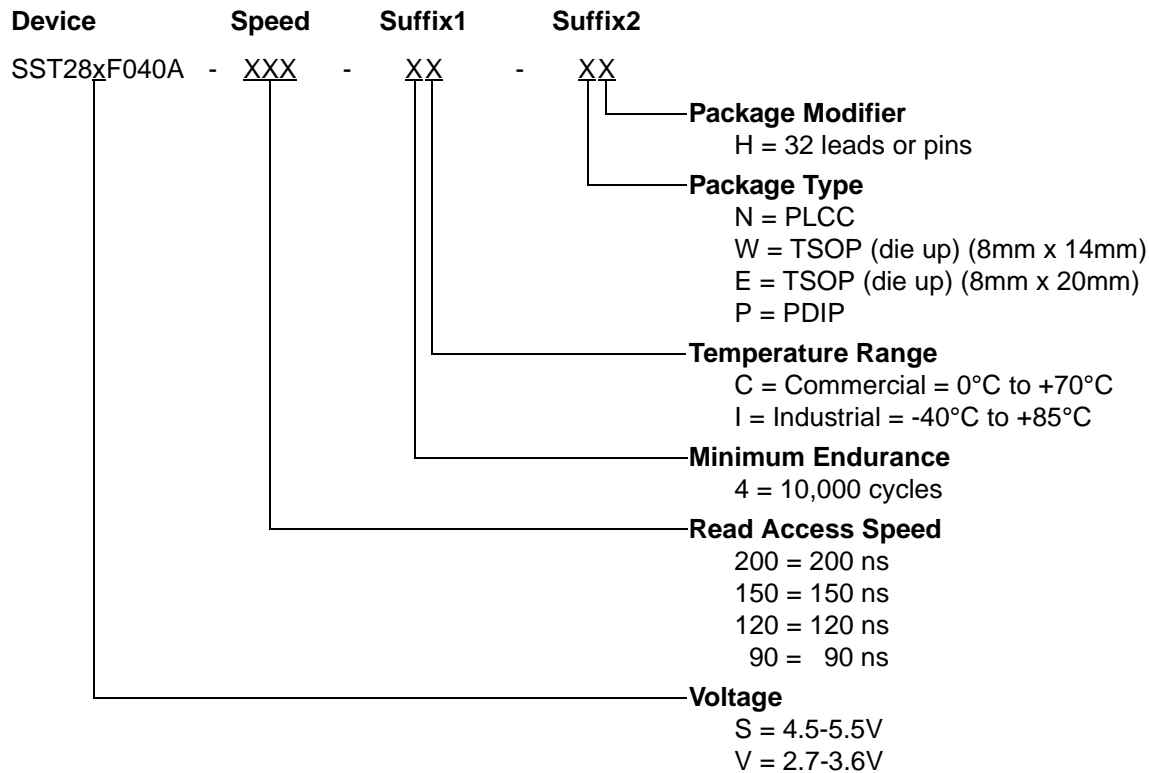 Device Speed Suffix1 Suffix2
SST28xF040A - XXX - XX - XX
Package Modifier
H = 32 leads or pins
Package Type
N = PLCC
W = TSOP (die up) (8mm x 14mm)
E = TSOP (die up) (8mm x 20mm)
P = PDIP
Temperature Range
C = Commercial = 0°C to +70°C
I = Industrial = -40°C to +85°C
Minimum Endurance
4 = 10,000 cycles
Read Access Speed
200 = 200 ns
150 = 150 ns
120 = 120 ns
90 = 90 ns
Voltage
S = 4.5-5.5V
V = 2.7-3.6V